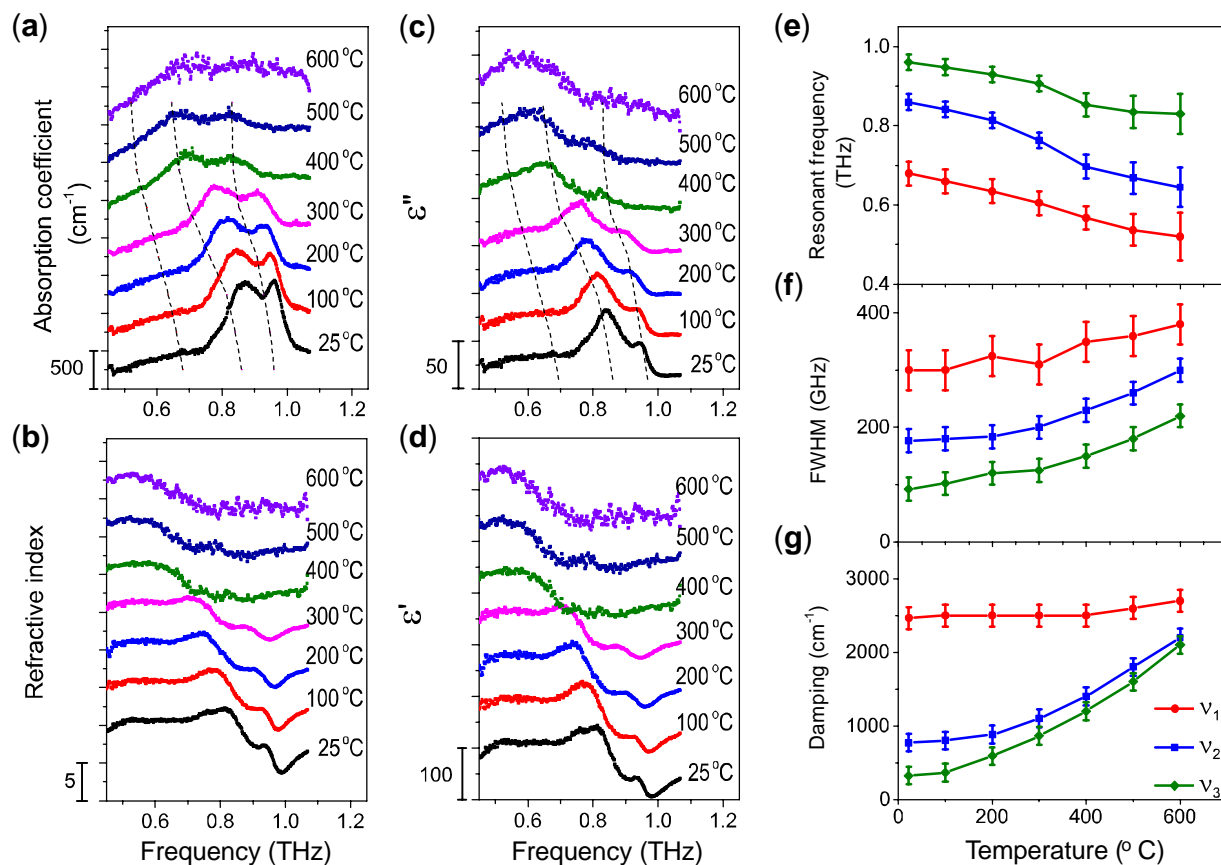 (a)
600 °C
500 °C
400 °C
300 °C
200 °C
100 °C
25 °C
500
0.6 0.8 1.0 1.2
Absorption coefficient
(cm⁻¹)
(b)
600 °C
500 °C
400 °C
300 °C
200 °C
100 °C
25 °C
5
0.6 0.8 1.0 1.2
Refractive index
Frequency (THz)
(c)
600 °C
500 °C
400 °C
300 °C
200 °C
100 °C
25 °C
50
0.6 0.8 1.0 1.2
ε"
(d)
600 °C
500 °C
400 °C
300 °C
200 °C
100 °C
25 °C
100
0.6 0.8 1.0 1.2
ε'
Frequency (THz)
(e)
1.0
0.8
0.6
0.4
Resonant frequency
(THz)
(f)
400
200
0
FWHM (GHz)
(g)
3000
2000
1000
0
Damping (cm⁻¹)
ν₁
ν₂
ν₃
0 200 400 600
Temperature (° C)